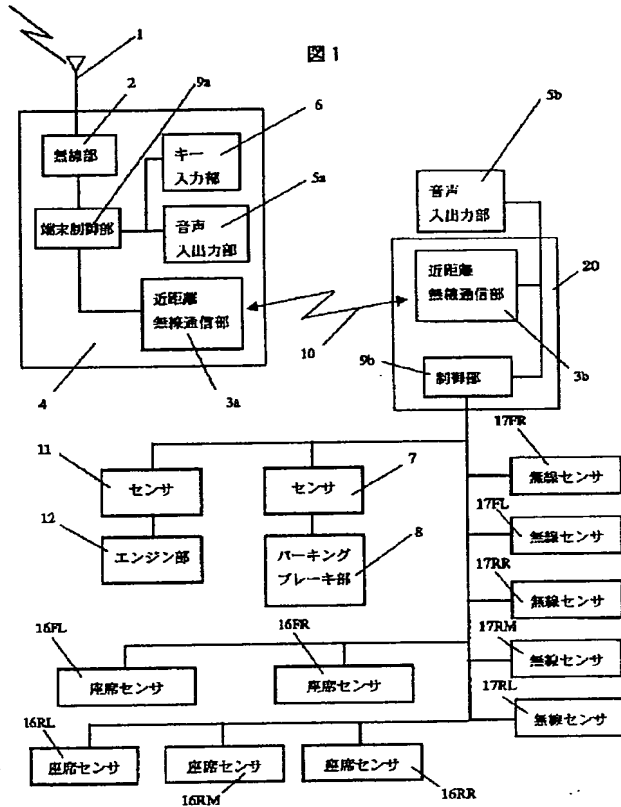 図1
1
2
9a
6
5a
5b
無線部
キー
入力部
端末制御部
音声
入出力部
近距離
無線通信部
4
3a
10
音声
入出力部
近距離
無線通信部
20
9b
制御部
3b
11
センサ
7
センサ
12
エンジン部
8
パーキング
ブレーキ部
17FR
無線センサ
17FL
無線センサ
17RR
無線センサ
17RM
無線センサ
17RL
無線センサ
16FL
座席センサ
16FR
座席センサ
16RL
座席センサ
座席センサ
16RM
座席センサ
16RR